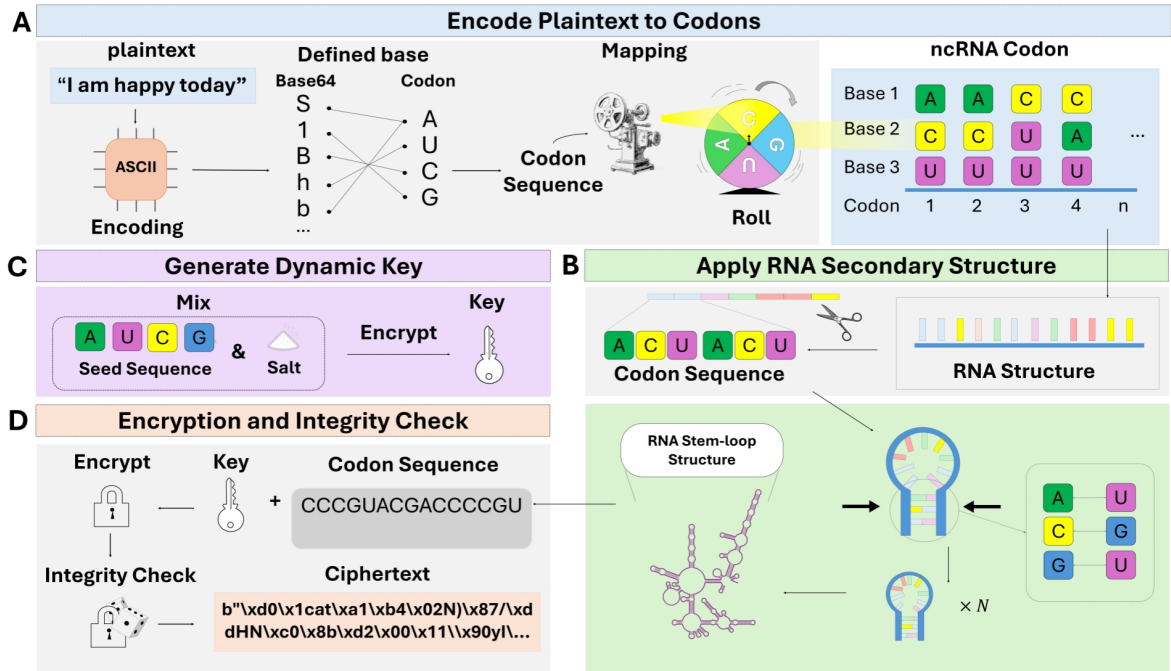 A
Encode Plaintext to Codons
plaintext
“I am happy today”
ASCII
Encoding
Defined base
Base64
Codon
S
1
B
h
b
...
A
U
C
G
Mapping
Codon
Sequence
C
G
U
A
Roll
ncRNA Codon
Base 1 A A C C
Base 2 C C U A ...
Base 3 U U U U
Codon 1 2 3 4 n
C
Generate Dynamic Key
Mix
A U C G
Seed Sequence
&
Salt
Encrypt
Key
B
Apply RNA Secondary Structure
A C U A C U
Codon Sequence
RNA Structure
RNA Stem-loop
Structure
A U
C G
G U
× N
D
Encryption and Integrity Check
Encrypt
Key
+
Codon Sequence
CCCGUACGACCCCGU
Integrity Check
Ciphertext
b"\xd0\x1cat\xa1\xb4\x02N)\x87/\xd
dHN\xc0\x8b\xd2\x00\x11\\x90yl\...